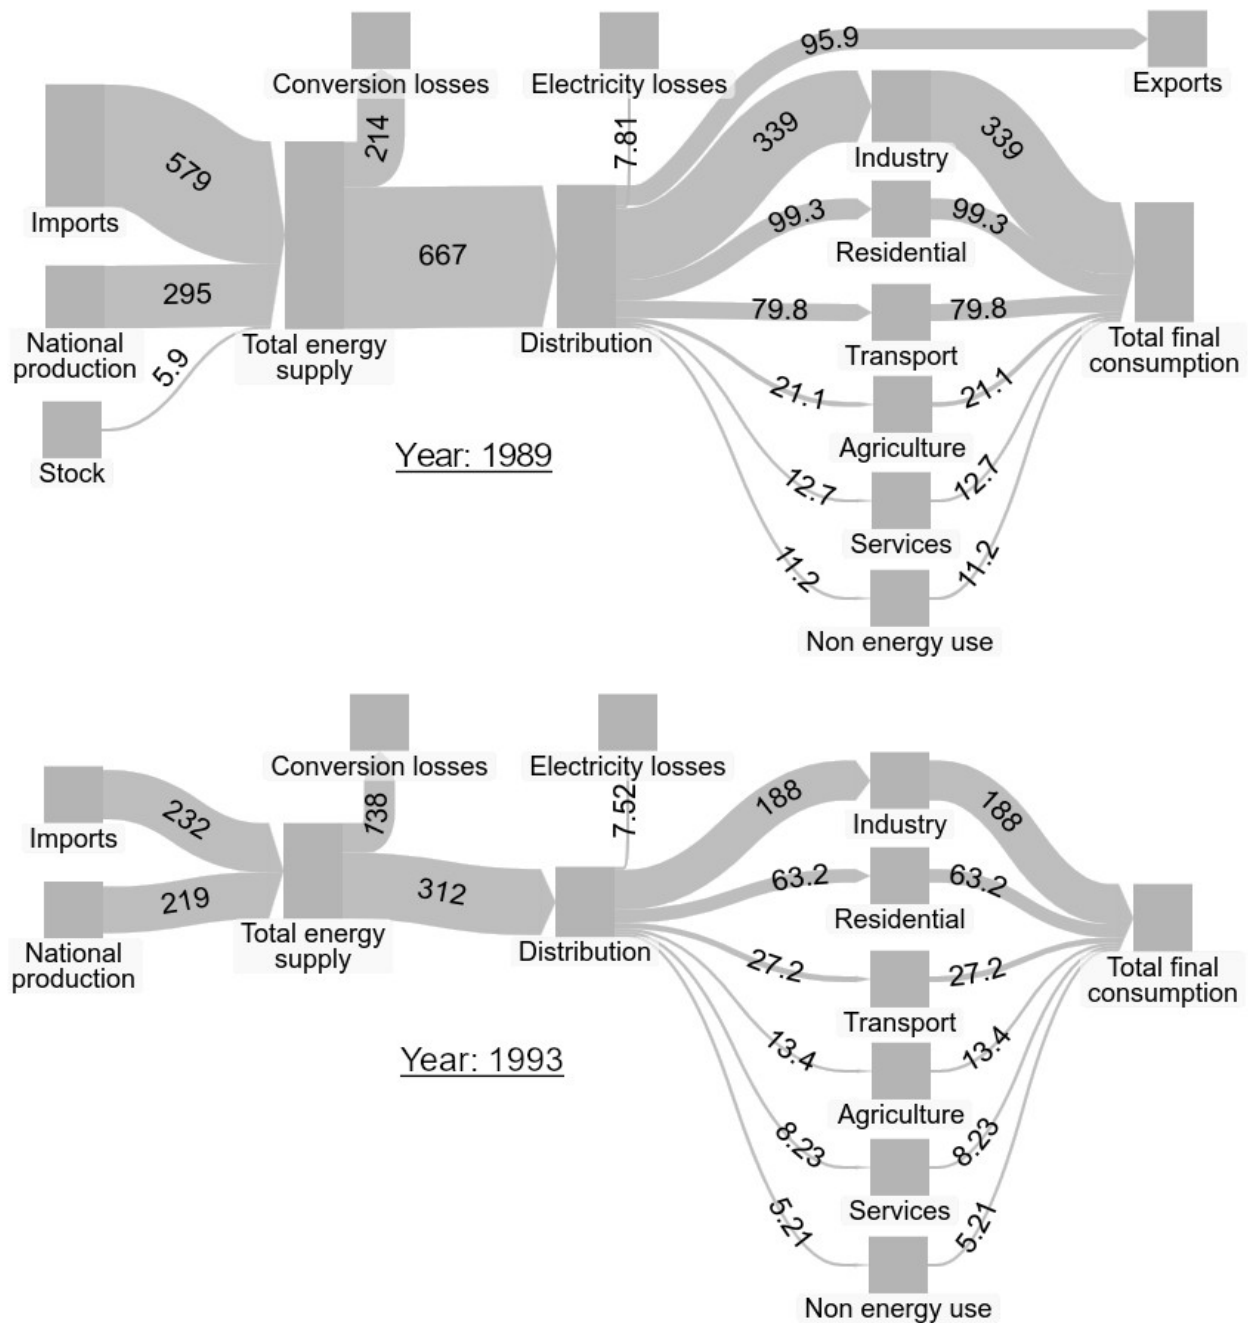 95.9
Conversion losses
Electricity losses
Exports
214
7.81
339
339
579
Industry
Imports
99.3
99.3
Residential
667
295
79.8
79.8
National
production
Total energy
supply
Distribution
Transport
Total final
consumption
5.9
21.1
21.1
Stock
Year: 1989
Agriculture
12.7
12.7
Services
11.2
11.2
Non energy use
Conversion losses
Electricity losses
138
7.52
188
188
232
Imports
Industry
63.2
63.2
219
312
Residential
National
production
Total energy
supply
Distribution
27.2
27.2
Total final
consumption
Transport
13.4
13.4
Year: 1993
Agriculture
8.23
8.23
Services
5.21
5.21
Non energy use